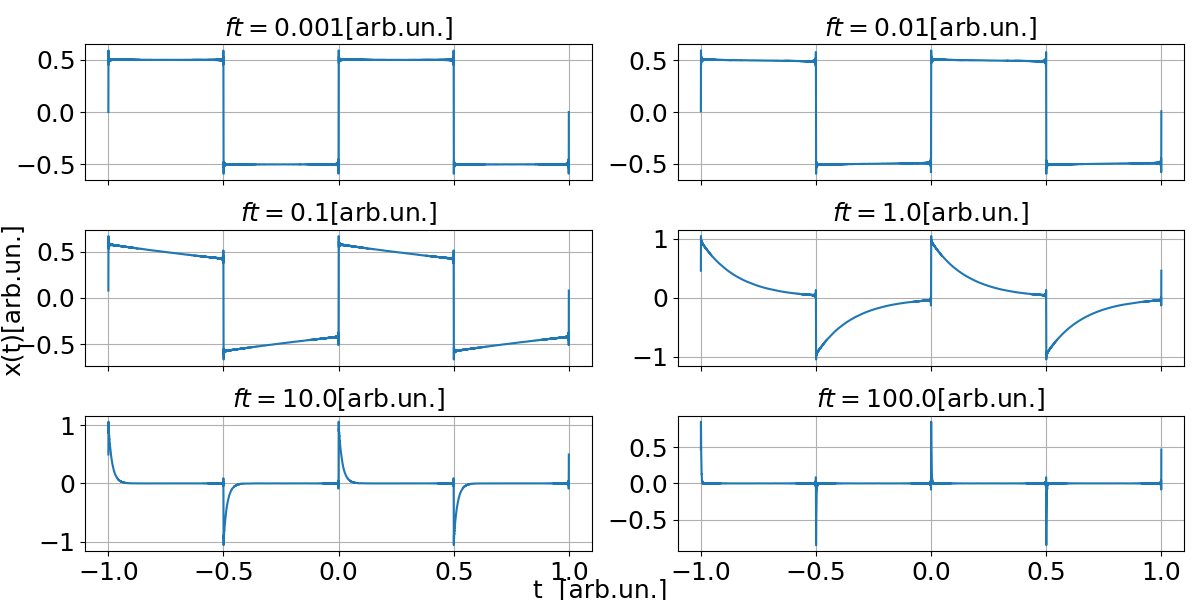 ft = 0.001[arb.un.]
ft = 0.01[arb.un.]
0.5
0.0
−0.5
0.5
0.0
−0.5
ft = 0.1[arb.un.]
ft = 1.0[arb.un.]
0.5
0.0
−0.5
1
0
−1
x(t)[arb.un.]
ft = 10.0[arb.un.]
ft = 100.0[arb.un.]
1
0
−1
0.5
0.0
−0.5
−1.0 −0.5 0.0 0.5 1.0
−1.0 −0.5 0.0 0.5 1.0
t [arb.un.]